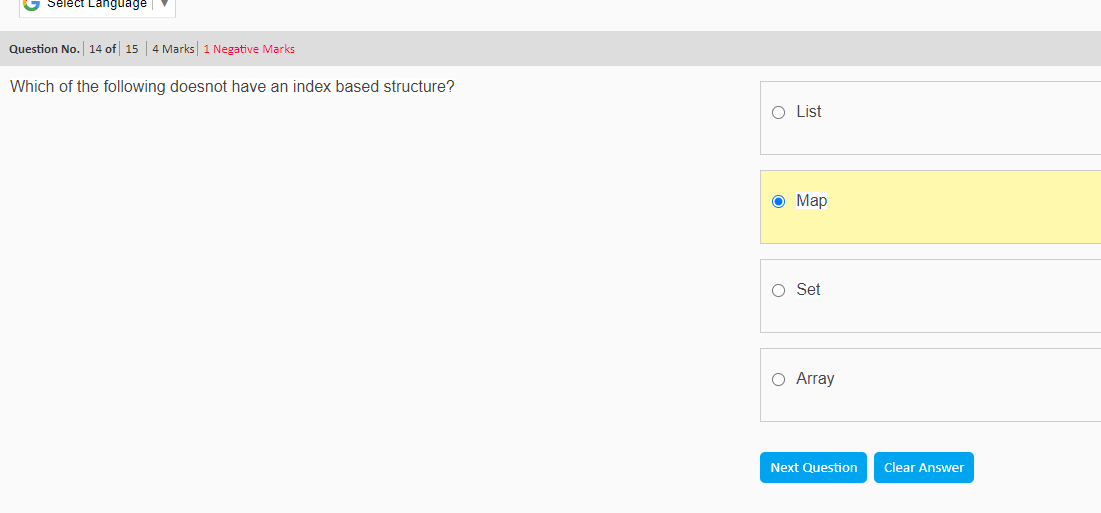 Select Language ▼
Question No. 14 of 15 4 Marks 1 Negative Marks
Which of the following doesnot have an index based structure?
List
Map
Set
Array
Next Question Clear Answer